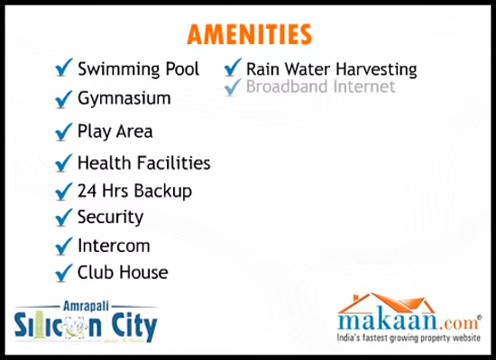 AMENITIES
Swimming Pool
Gymnasium
Play Area
Health Facilities
24 Hrs Backup
Security
Intercom
Club House
Rain Water Harvesting
Broadband Internet
Amrapali
Silicon City
makaan.com
India's fastest growing property website